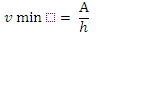 v min ⬚ = A/h